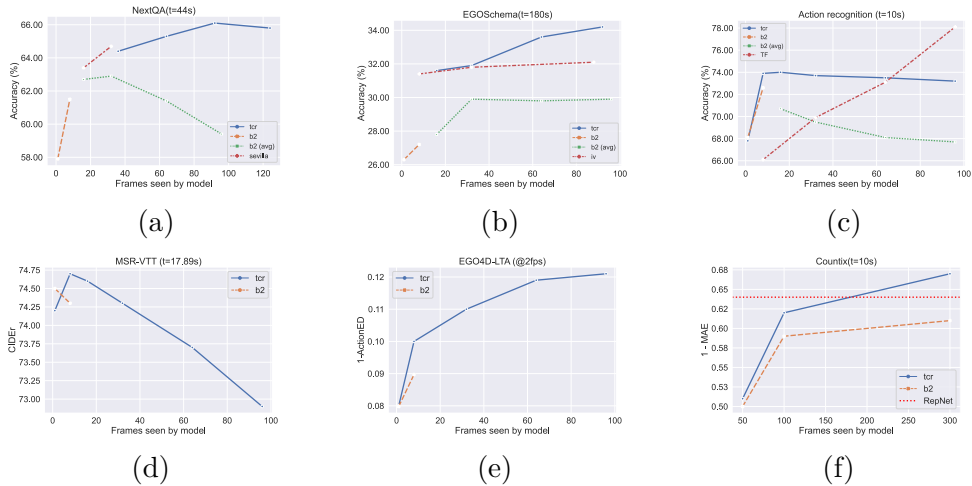 NextQA(t=44s)
Accuracy (%)
66.00
64.00
62.00
60.00
58.00
0 20 40 60 80 100 120
Frames seen by model
tcr
b2
b2 (avg)
sevilla
(a)
EGOSchema(t=180s)
Accuracy (%)
34.00
32.00
30.00
28.00
26.00
0 20 40 60 80 100
Frames seen by model
tcr
b2
b2 (avg)
iv
(b)
Action recognition (t=10s)
Accuracy (%)
78.00
76.00
74.00
72.00
70.00
68.00
66.00
0 20 40 60 80 100
Frames seen by model
tcr
b2
b2 (avg)
TF
(c)
MSR-VTT (t=17.89s)
CIDEr
74.75
74.50
74.25
74.00
73.75
73.50
73.25
73.00
0 20 40 60 80 100
Frames seen by model
tcr
b2
(d)
EGO4D-LTA (@2fps)
1-ActionED
0.12
0.11
0.10
0.09
0.08
0 20 40 60 80 100
Frames seen by model
tcr
b2
(e)
Countix(t=10s)
1 - MAE
0.68
0.65
0.62
0.60
0.58
0.55
0.53
0.50
50 100 150 200 250 300
Frames seen by model
tcr
b2
RepNet
(f)